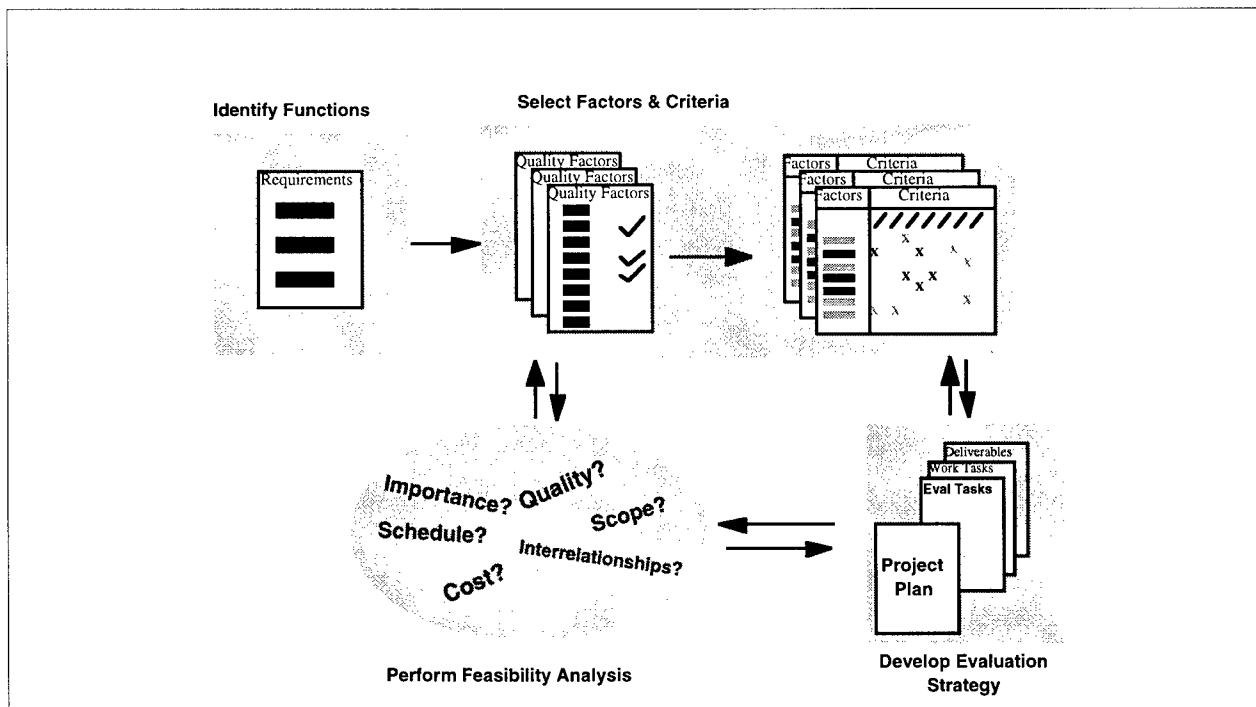 Identify Functions
Select Factors & Criteria
Requirements
Quality Factors
Quality Factors
Quality Factors
Factors Criteria
Factors Criteria
Factors Criteria
x
x x
x
x x x
x x
x x
Importance?
Quality?
Scope?
Schedule?
Interrelationships?
Cost?
Deliverables
Work Tasks
Eval Tasks
Project
Plan
Perform Feasibility Analysis
Develop Evaluation
Strategy